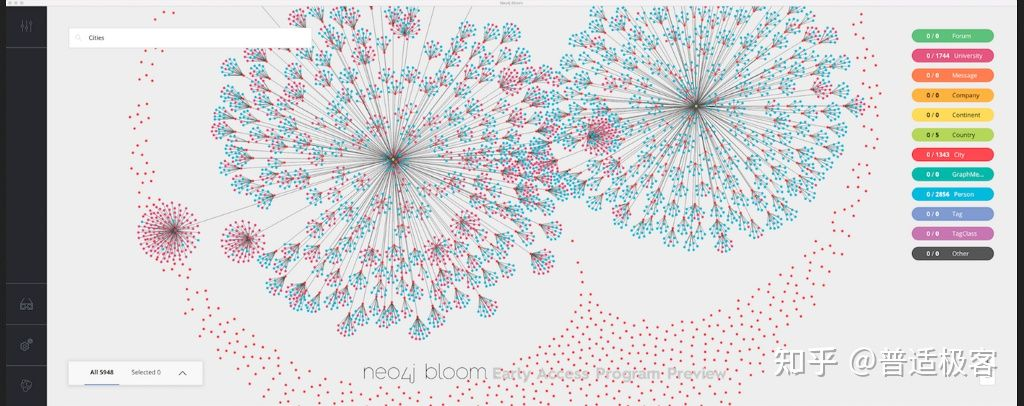 Neo4j Bloom
Cities
0 / 0 Forum
0 / 1744 University
0 / 0 Message
0 / 0 Company
0 / 0 Continent
0 / 5 Country
0 / 1343 City
0 / 0 GraphMe...
0 / 2856 Person
0 / 0 Tag
0 / 0 TagClass
0 / 0 Other
All 5948 Selected 0
neo4j bloom Early Access Program Preview
知乎 @普适极客